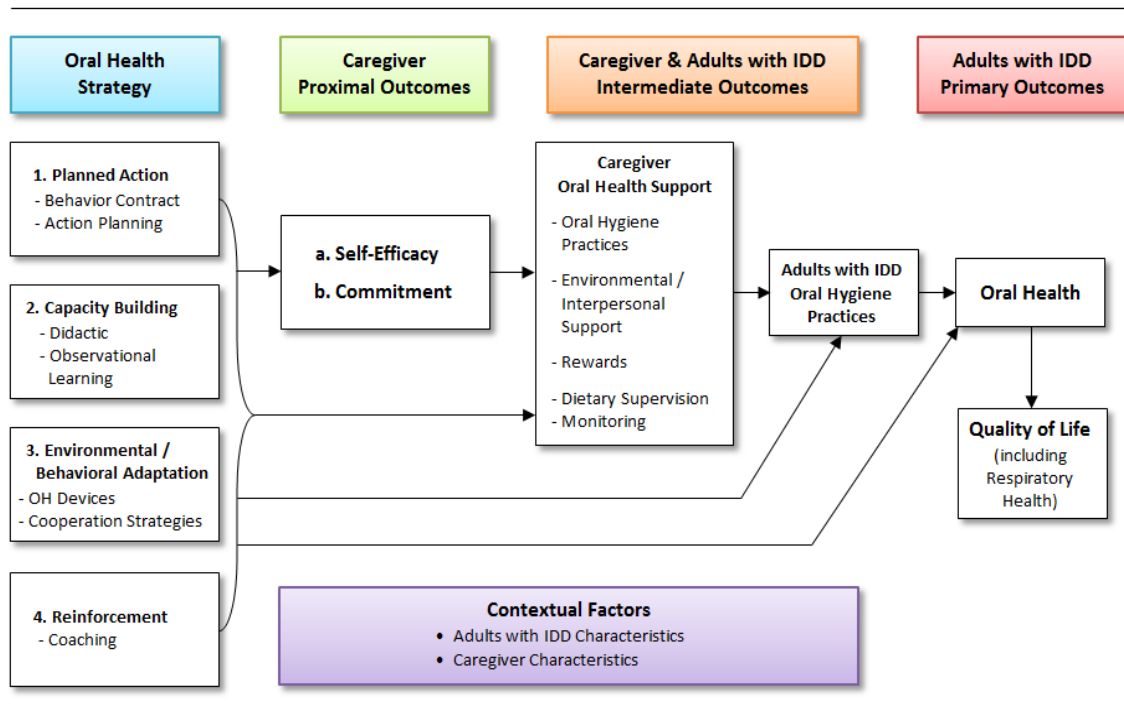 Oral Health
Strategy
Caregiver
Proximal Outcomes
Caregiver & Adults with IDD
Intermediate Outcomes
Adults with IDD
Primary Outcomes
1. Planned Action
- Behavior Contract
- Action Planning
2. Capacity Building
- Didactic
- Observational
Learning
3. Environmental /
Behavioral Adaptation
- OH Devices
- Cooperation Strategies
4. Reinforcement
- Coaching
a. Self-Efficacy
b. Commitment
Caregiver
Oral Health Support
- Oral Hygiene
Practices
- Environmental /
Interpersonal
Support
- Rewards
- Dietary Supervision
- Monitoring
Adults with IDD
Oral Hygiene
Practices
Oral Health
Quality of Life
(including
Respiratory
Health)
Contextual Factors
• Adults with IDD Characteristics
• Caregiver Characteristics